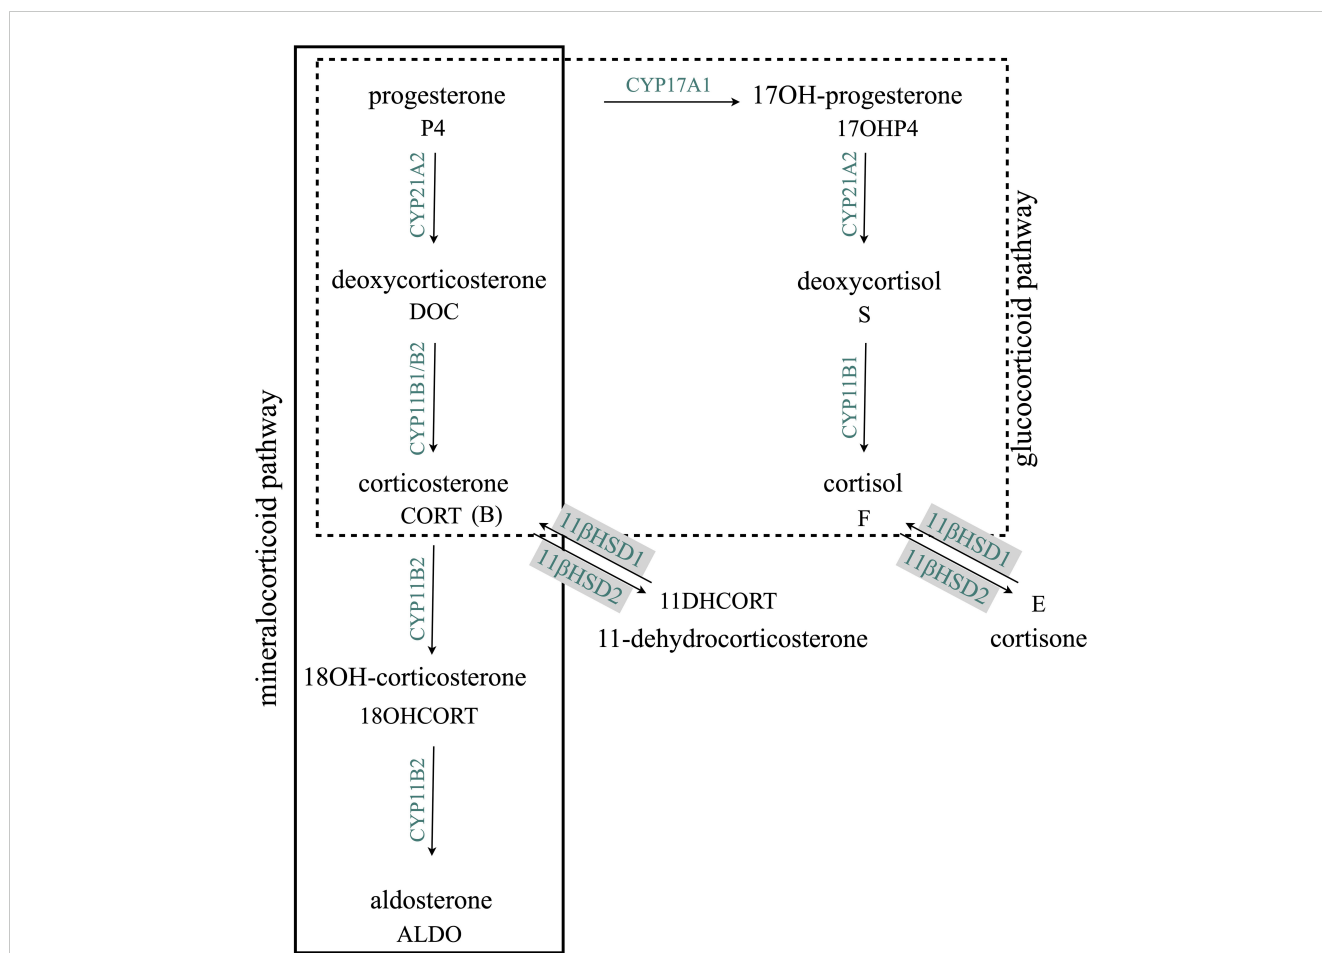 CYP17A1
progesterone
17OH-progesterone
P4
17OHP4
CYP21A2
CYP21A2
deoxycorticosterone
deoxycortisol
DOC
S
CYP11B1/B2
CYP11B1
glucocorticoid pathway
mineralocorticoid pathway
corticosterone
cortisol
CORT (B)
F
11βHSD1
11βHSD2
11βHSD1
11βHSD2
CYP11B2
11DHCORT
E
11-dehydrocorticosterone
cortisone
18OH-corticosterone
18OHCORT
CYP11B2
aldosterone
ALDO